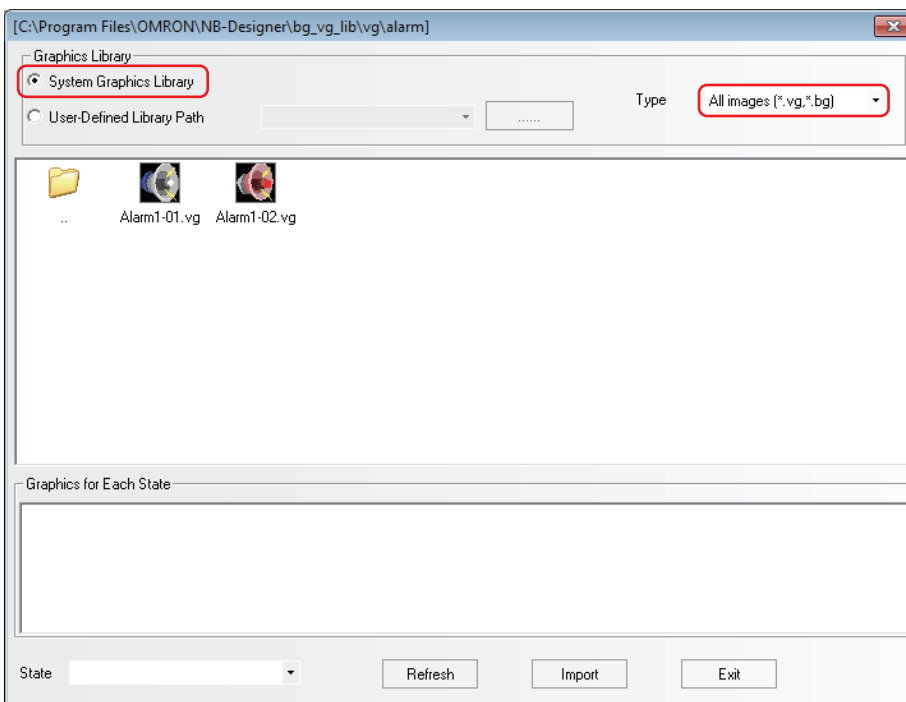 [C:\Program Files\OMRON\NB-Designer\bg_vg_lib\vg\alarm]
Graphics Library
System Graphics Library
User-Defined Library Path
......
Type
All images (*.vg,*.bg)
..
Alarm1-01.vg
Alarm1-02.vg
Graphics for Each State
State
Refresh
Import
Exit